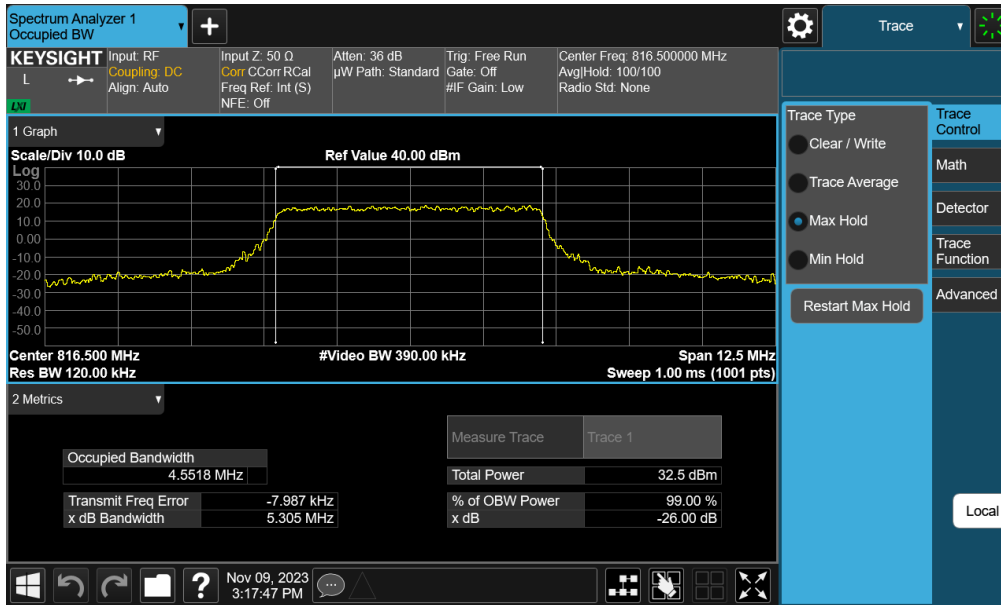 Spectrum Analyzer 1
Occupied BW
+
Trace
KEYSIGHT
L
LXI
Input: RF
Coupling: DC
Align: Auto
Input Z: 50 Ω
Corr CCorr RCal
Freq Ref: Int (S)
NFE: Off
Atten: 36 dB
µW Path: Standard
Trig: Free Run
Gate: Off
#IF Gain: Low
Center Freq: 816.500000 MHz
Avg|Hold: 100/100
Radio Std: None
1 Graph
Scale/Div 10.0 dB
Ref Value 40.00 dBm
Log
30.0
20.0
10.0
0.00
-10.0
-20.0
-30.0
-40.0
-50.0
Center 816.500 MHz
#Video BW 390.00 kHz
Span 12.5 MHz
Res BW 120.00 kHz
Sweep 1.00 ms (1001 pts)
2 Metrics
Measure Trace
Trace 1
Occupied Bandwidth
4.5518 MHz
Total Power
32.5 dBm
Transmit Freq Error
-7.987 kHz
% of OBW Power
99.00 %
x dB Bandwidth
5.305 MHz
x dB
-26.00 dB
Trace Type
Clear / Write
Trace Average
Max Hold
Min Hold
Restart Max Hold
Trace
Control
Math
Detector
Trace
Function
Advanced
Local
?
Nov 09, 2023
3:17:47 PM